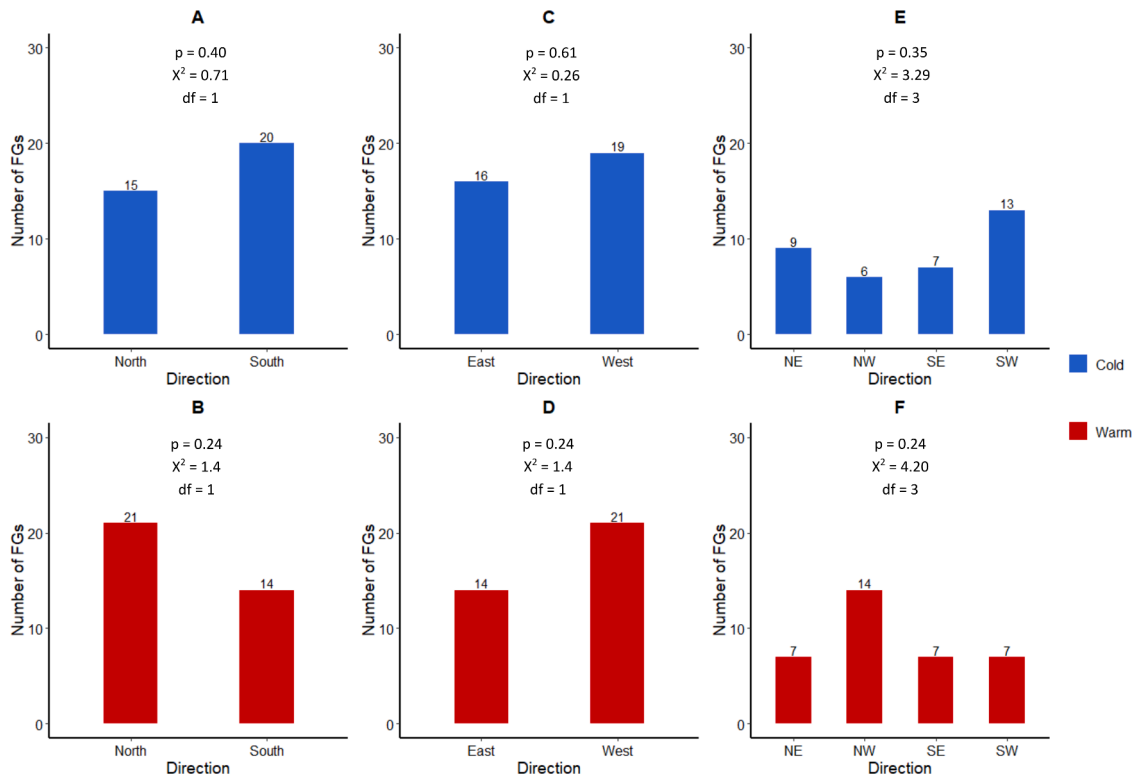 A
p = 0.40
X² = 0.71
df = 1
Number of FGs
30
20
10
0
15
20
North
South
Direction
C
p = 0.61
X² = 0.26
df = 1
Number of FGs
30
20
10
0
16
19
East
West
Direction
E
p = 0.35
X² = 3.29
df = 3
Number of FGs
30
20
10
0
9
6
7
13
NE
NW
SE
SW
Direction
Cold
Warm
B
p = 0.24
X² = 1.4
df = 1
Number of FGs
30
20
10
0
21
14
North
South
Direction
D
p = 0.24
X² = 1.4
df = 1
Number of FGs
30
20
10
0
14
21
East
West
Direction
F
p = 0.24
X² = 4.20
df = 3
Number of FGs
30
20
10
0
7
14
7
7
NE
NW
SE
SW
Direction